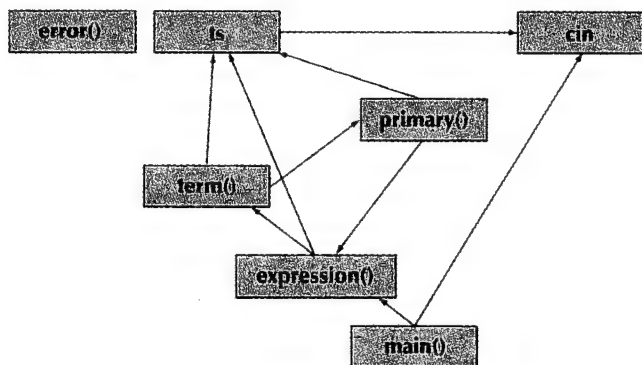 error()
ts
cin
primary()
term()
expression()
main()